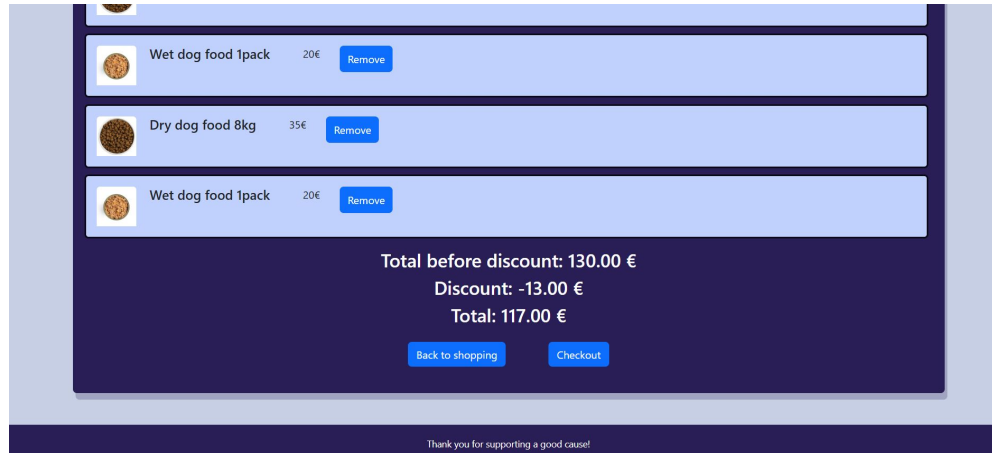 Wet dog food 1pack 20€ Remove
Dry dog food 8kg 35€ Remove
Wet dog food 1pack 20€ Remove
Total before discount: 130.00 €
Discount: -13.00 €
Total: 117.00 €
Back to shopping Checkout
Thank you for supporting a good cause!